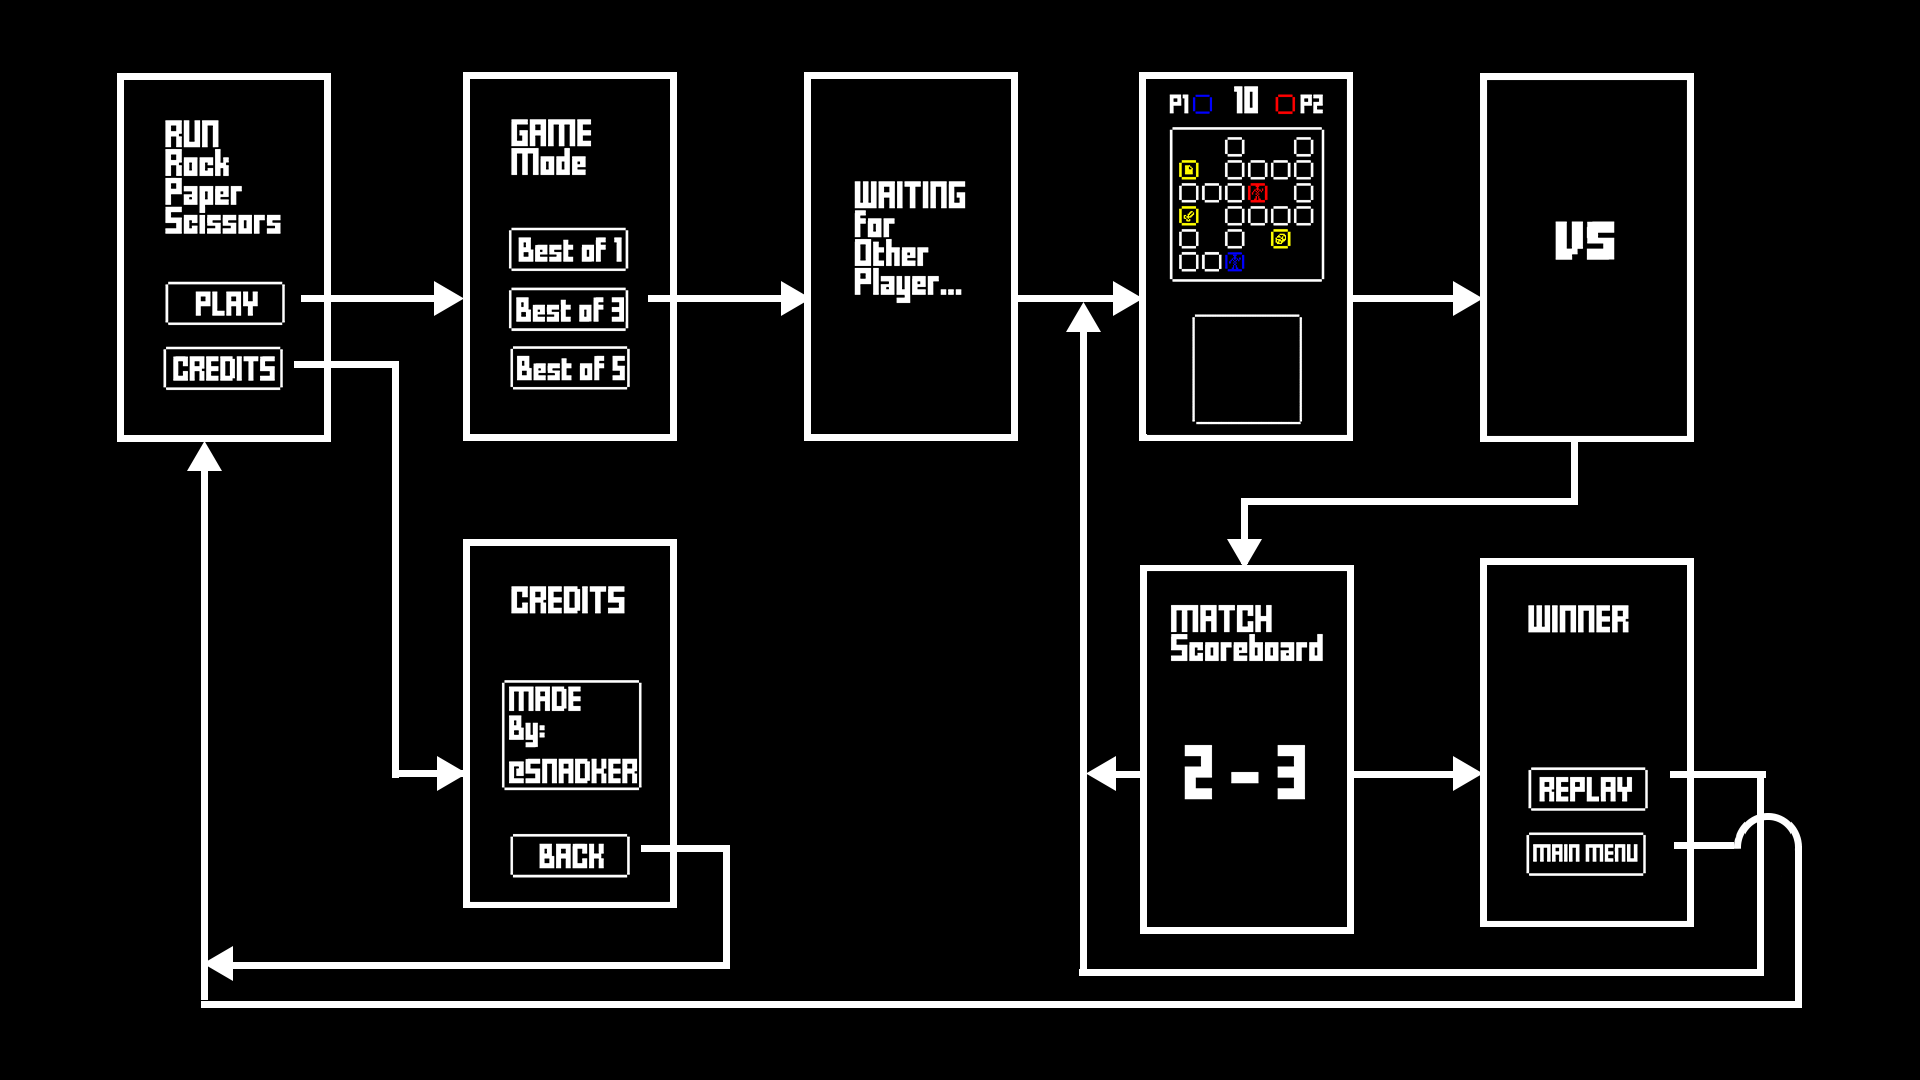 RUN
Rock
Paper
Scissors
PLAY
CREDITS
GAME
Mode
Best of 1
Best of 3
Best of 5
WAITING
For
Other
Player...
P1 10 P2
VS
CREDITS
MADE
By:
@SNADKER
BACK
MATCH
Scoreboard
2 - 3
WINNER
REPLAY
MAIN MENU